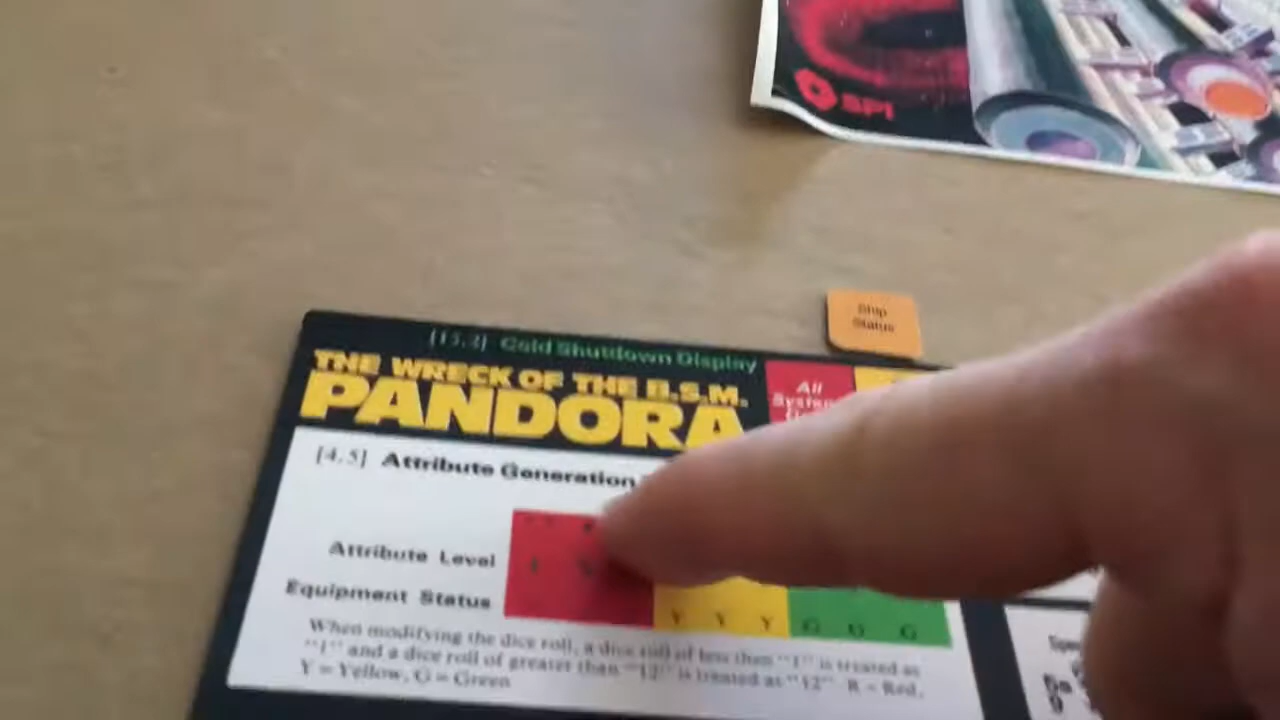 SPI
Ship
Status
[13.3] Cold Shutdown Display
THE WRECK OF THE B.S.M.
PANDORA
All
[4.5] Attribute Generation
Attribute Level
Equipment Status
Y Y Y G G G
When modifying the dice roll, a dice roll of less than "1" is treated as
"1" and a dice roll of greater than "12" is treated as "12" R = Red,
Y = Yellow, G = Green